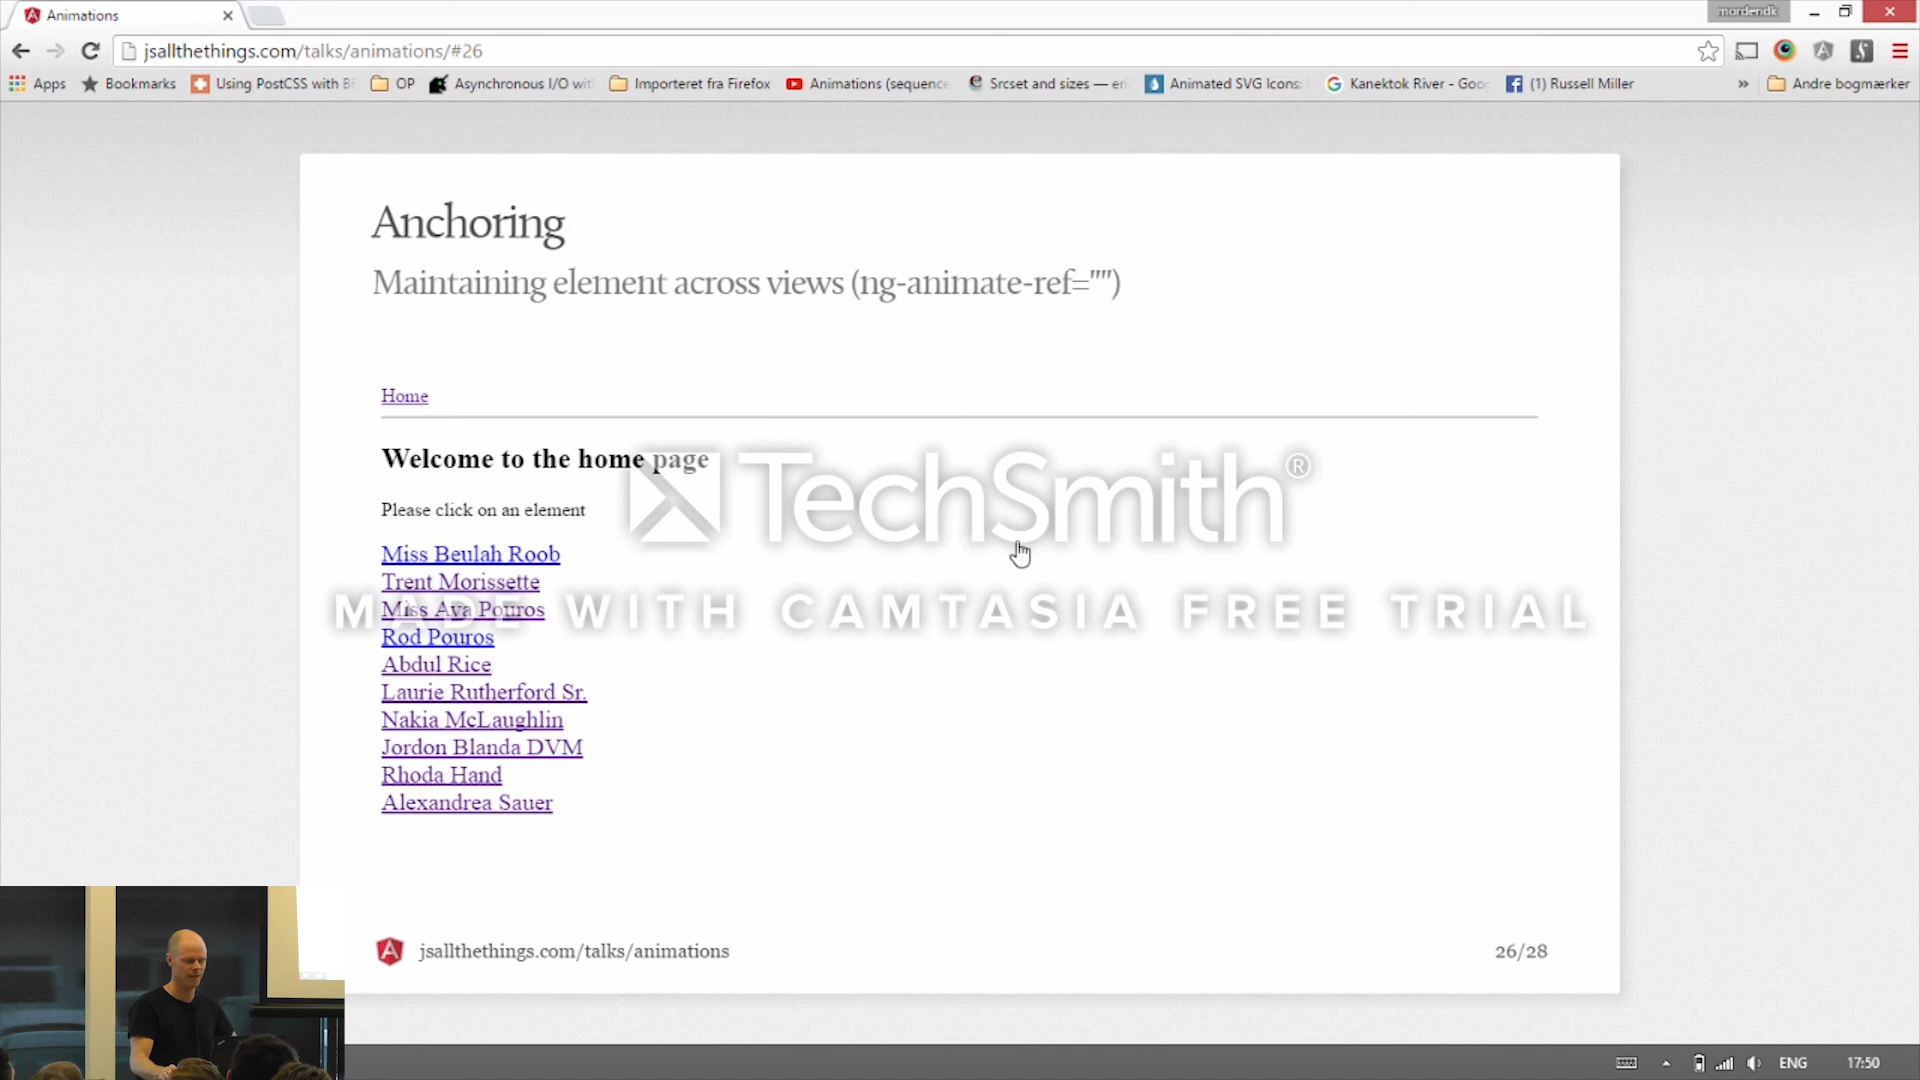 Animations
mordendk
jsallthethings.com/talks/animations/#26
Apps Bookmarks Using PostCSS with B OP Asynchronous I/O wit Importeret fra Firefox Animations (sequence Srcset and sizes — eri Animated SVG Icons: Kanektok River - Goo (1) Russell Miller » Andre bogmærker
Anchoring
Maintaining element across views (ng-animate-ref="")
Home
Welcome to the home page
TechSmith®
Please click on an element
Miss Beulah Roob
Trent Morissette
Miss Ava Pouros
MADE WITH CAMTASIA FREE TRIAL
Rod Pouros
Abdul Rice
Laurie Rutherford Sr.
Nakia McLaughlin
Jordon Blanda DVM
Rhoda Hand
Alexandrea Sauer
jsallthethings.com/talks/animations
26/28
ENG 17:50